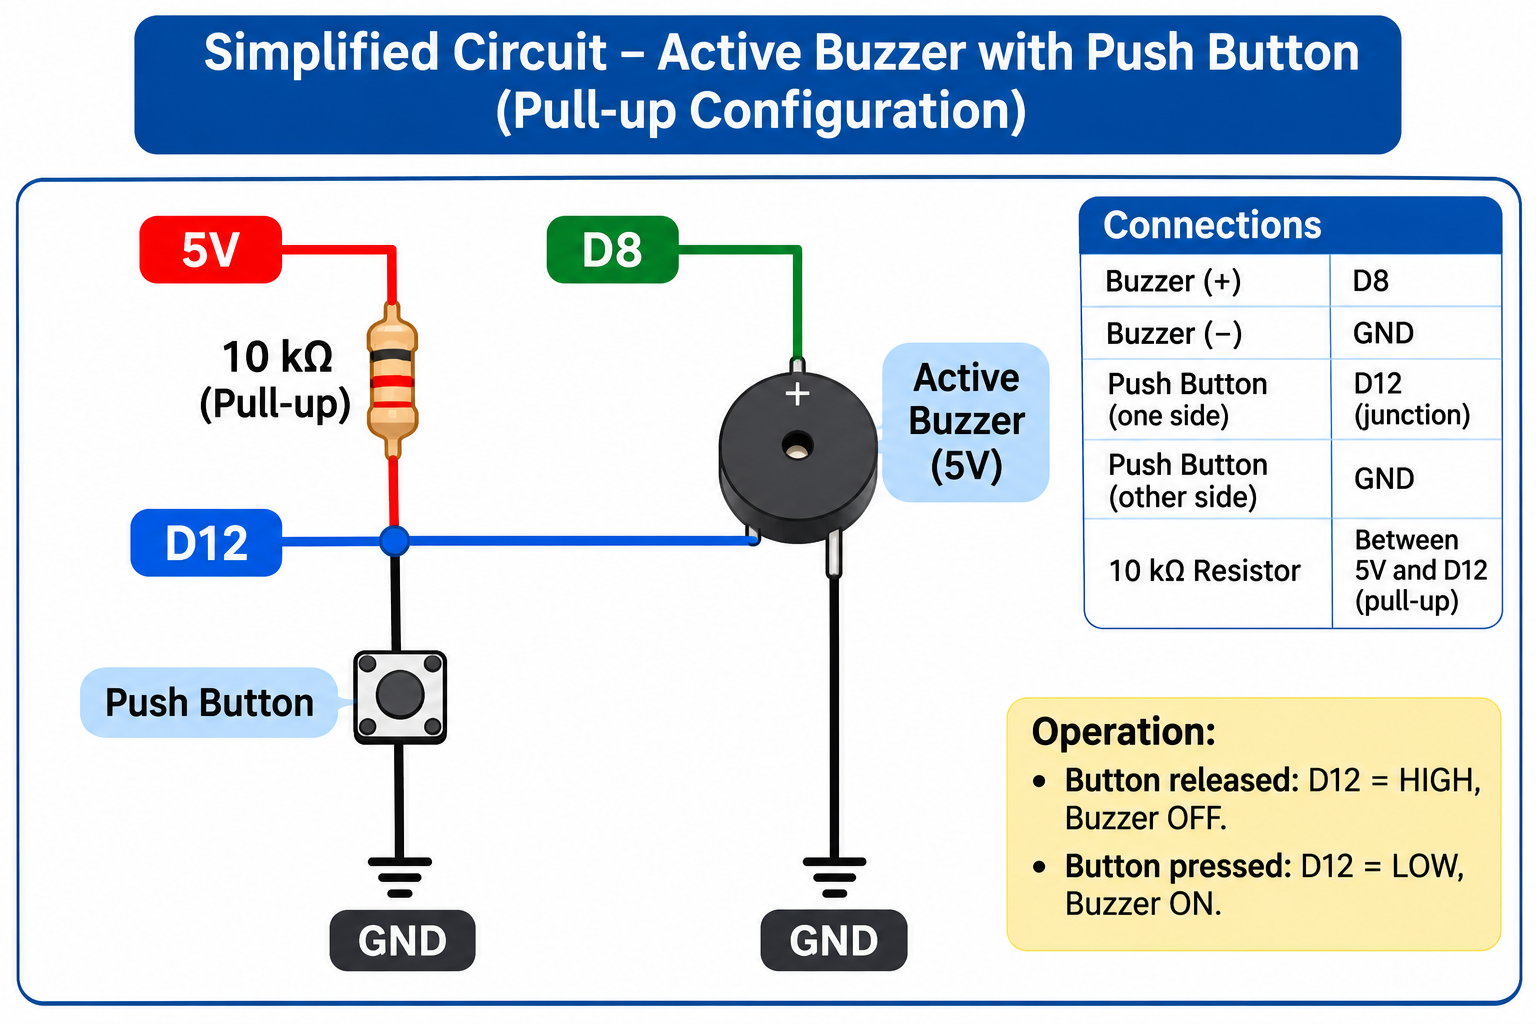 Simplified Circuit – Active Buzzer with Push Button
(Pull-up Configuration)
5V
10 kΩ
(Pull-up)
D12
Push Button
GND
D8
+
Active
Buzzer
(5V)
GND
Connections
Buzzer (+) D8
Buzzer (−) GND
Push Button
(one side)
D12
(junction)
Push Button
(other side)
GND
10 kΩ Resistor
Between
5V and D12
(pull-up)
Operation:
• Button released: D12 = HIGH,
Buzzer OFF.
• Button pressed: D12 = LOW,
Buzzer ON.